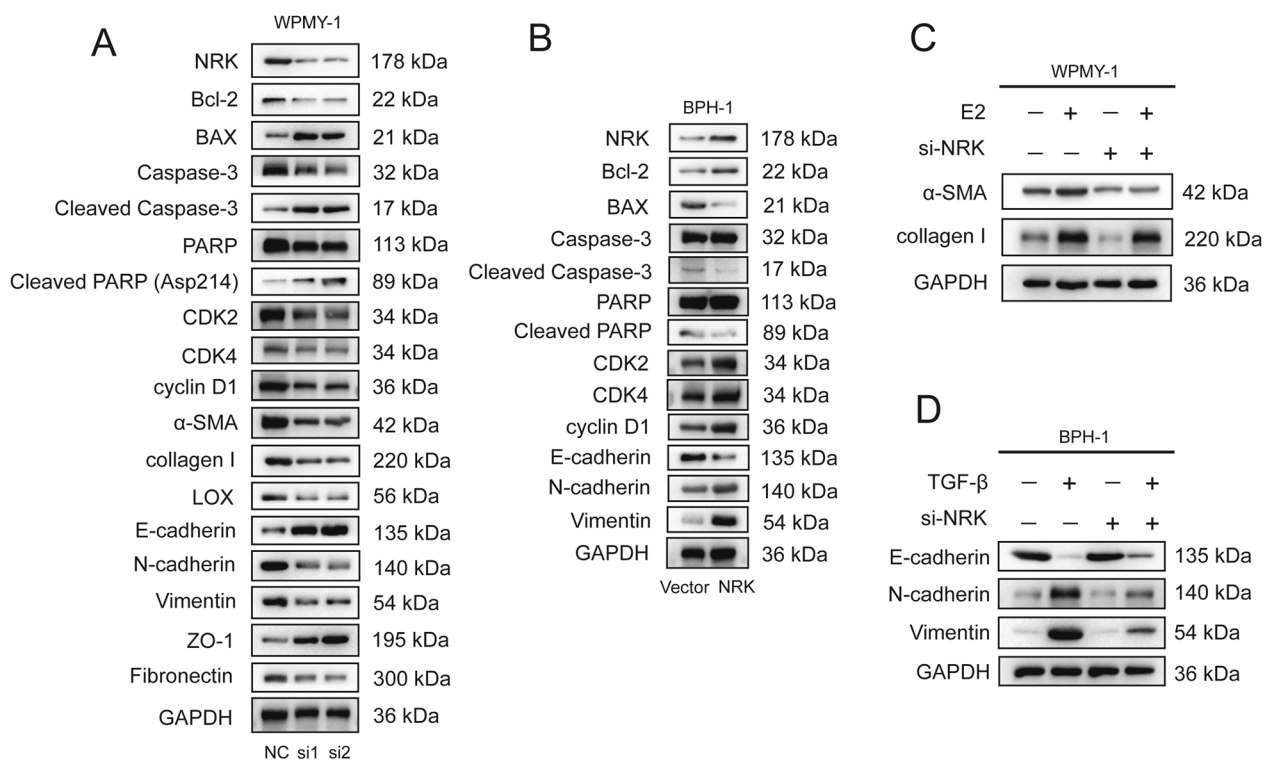 A
WPMY-1
NRK 178 kDa
Bcl-2 22 kDa
BAX 21 kDa
Caspase-3 32 kDa
Cleaved Caspase-3 17 kDa
PARP 113 kDa
Cleaved PARP (Asp214) 89 kDa
CDK2 34 kDa
CDK4 34 kDa
cyclin D1 36 kDa
α-SMA 42 kDa
collagen I 220 kDa
LOX 56 kDa
E-cadherin 135 kDa
N-cadherin 140 kDa
Vimentin 54 kDa
ZO-1 195 kDa
Fibronectin 300 kDa
GAPDH 36 kDa
NC si1 si2
B
BPH-1
NRK 178 kDa
Bcl-2 22 kDa
BAX 21 kDa
Caspase-3 32 kDa
Cleaved Caspase-3 17 kDa
PARP 113 kDa
Cleaved PARP 89 kDa
CDK2 34 kDa
CDK4 34 kDa
cyclin D1 36 kDa
E-cadherin 135 kDa
N-cadherin 140 kDa
Vimentin 54 kDa
GAPDH 36 kDa
Vector NRK
C
WPMY-1
E2 − + − +
si-NRK − − + +
α-SMA 42 kDa
collagen I 220 kDa
GAPDH 36 kDa
D
BPH-1
TGF-β − + − +
si-NRK − − + +
E-cadherin 135 kDa
N-cadherin 140 kDa
Vimentin 54 kDa
GAPDH 36 kDa